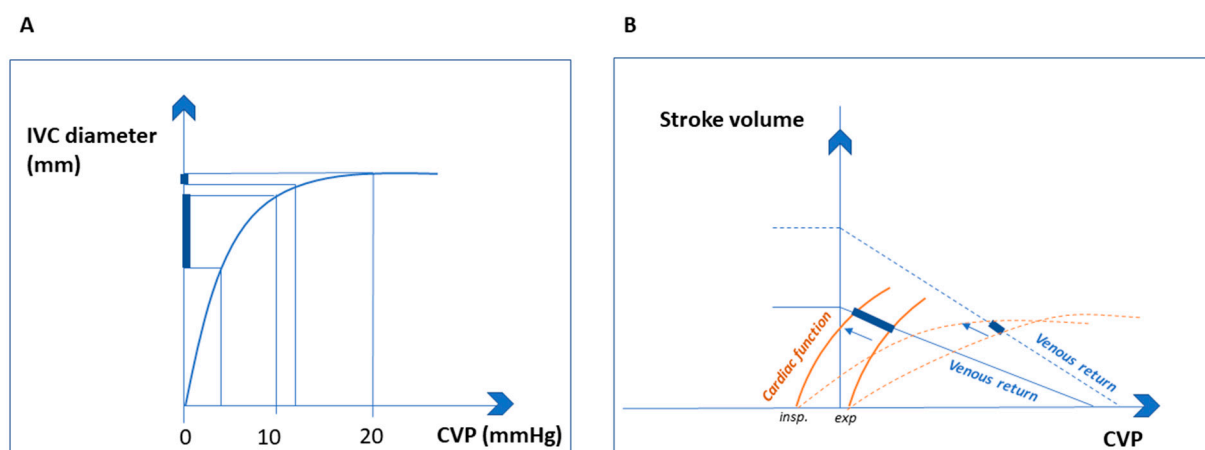 A
IVC diameter
(mm)
0
10
20
CVP (mmHg)
B
Stroke volume
Cardiac function
Venous return
Venous return
insp.
exp
CVP